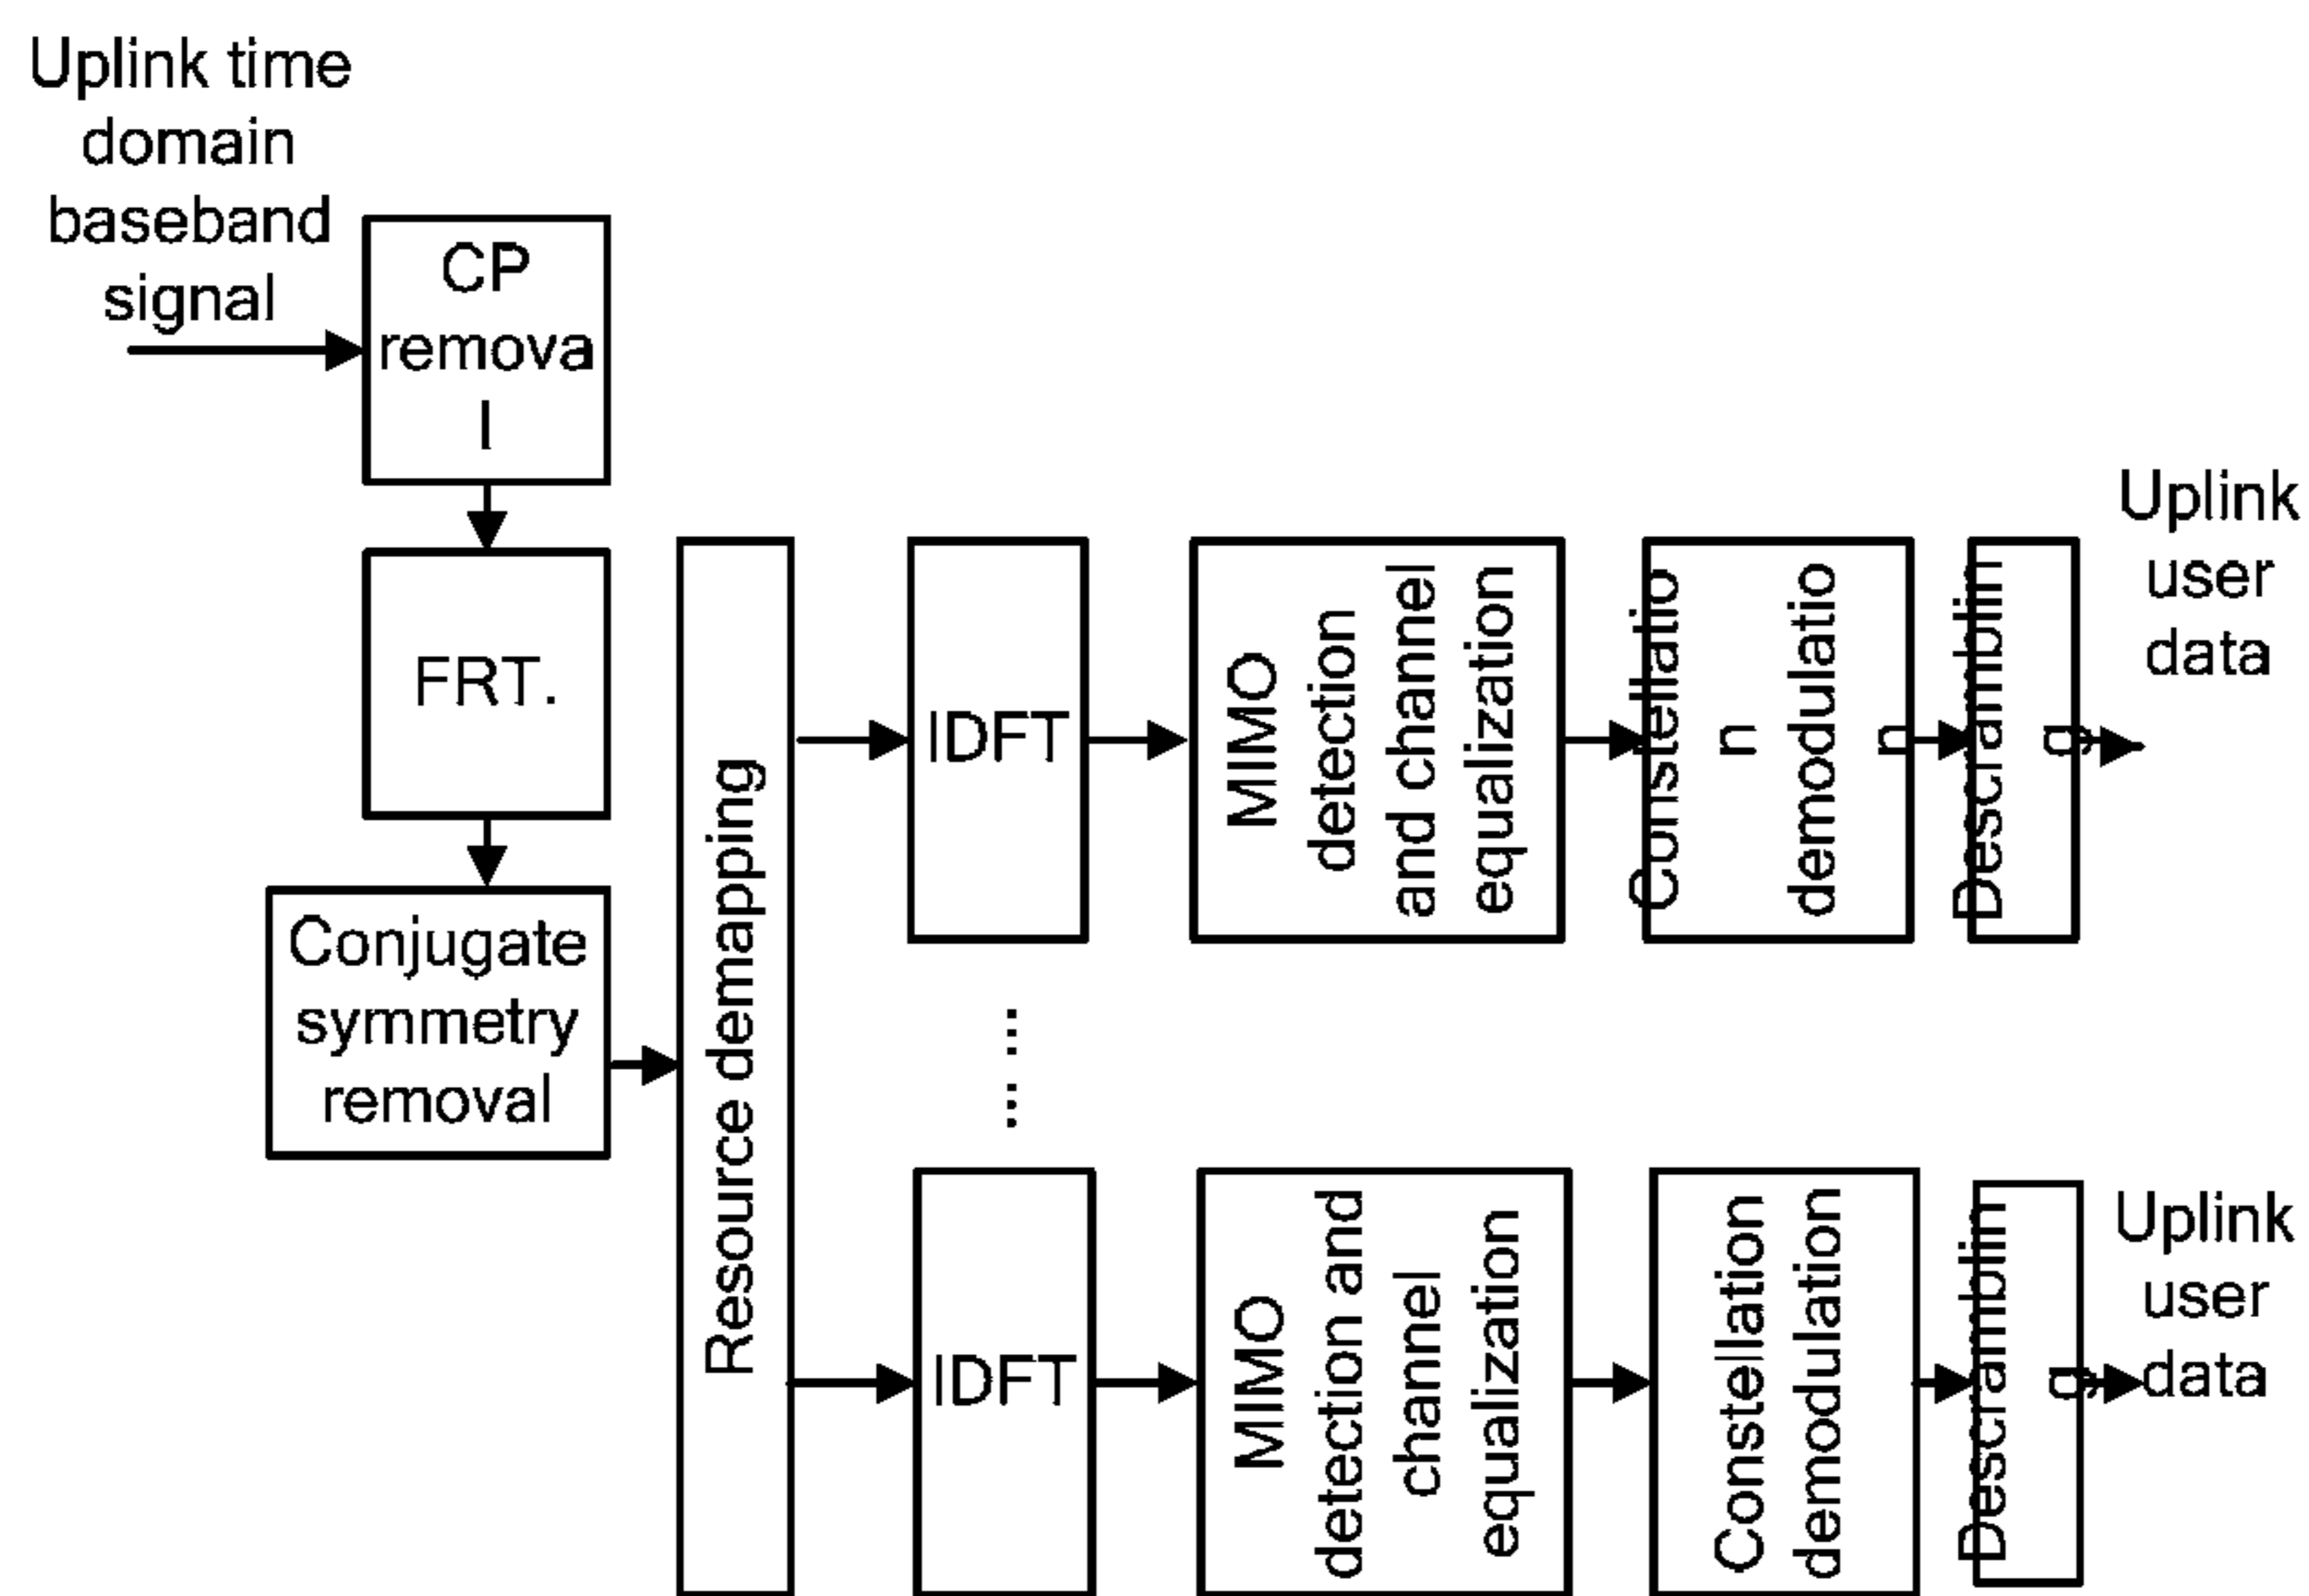 Uplink time
domain
baseband
signal
CP
remova
l
FRT.
Conjugate
symmetry
removal
Resource demapping
IDFT
MIMO
detection
and channel
equalization
Constellatio
n
demodulatio
n
Descramblin
g
Uplink
user
data
IDFT
MIMO
detection and
channel
equalization
Constellation
demodulation
Descramblin
g
Uplink
user
data